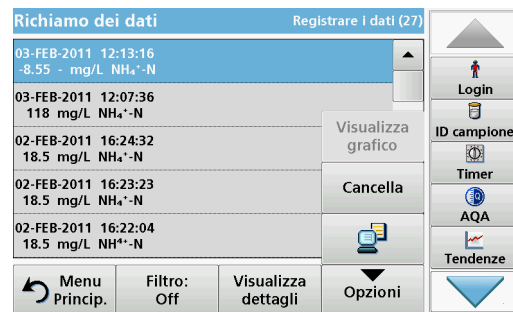 Richiamo dei dati
Registrare i dati (27)
03-FEB-2011 12:13:16
-8.55 - mg/L NH₄⁺-N
03-FEB-2011 12:07:36
118 mg/L NH₄⁺-N
02-FEB-2011 16:24:32
18.5 mg/L NH₄⁺-N
02-FEB-2011 16:23:23
18.5 mg/L NH₄⁺-N
02-FEB-2011 16:22:04
18.5 mg/L NH⁴⁺-N
Visualizza
grafico
Cancella
Menu
Princip.
Filtro:
Off
Visualizza
dettagli
Opzioni
Login
ID campione
Timer
AQA
Tendenze